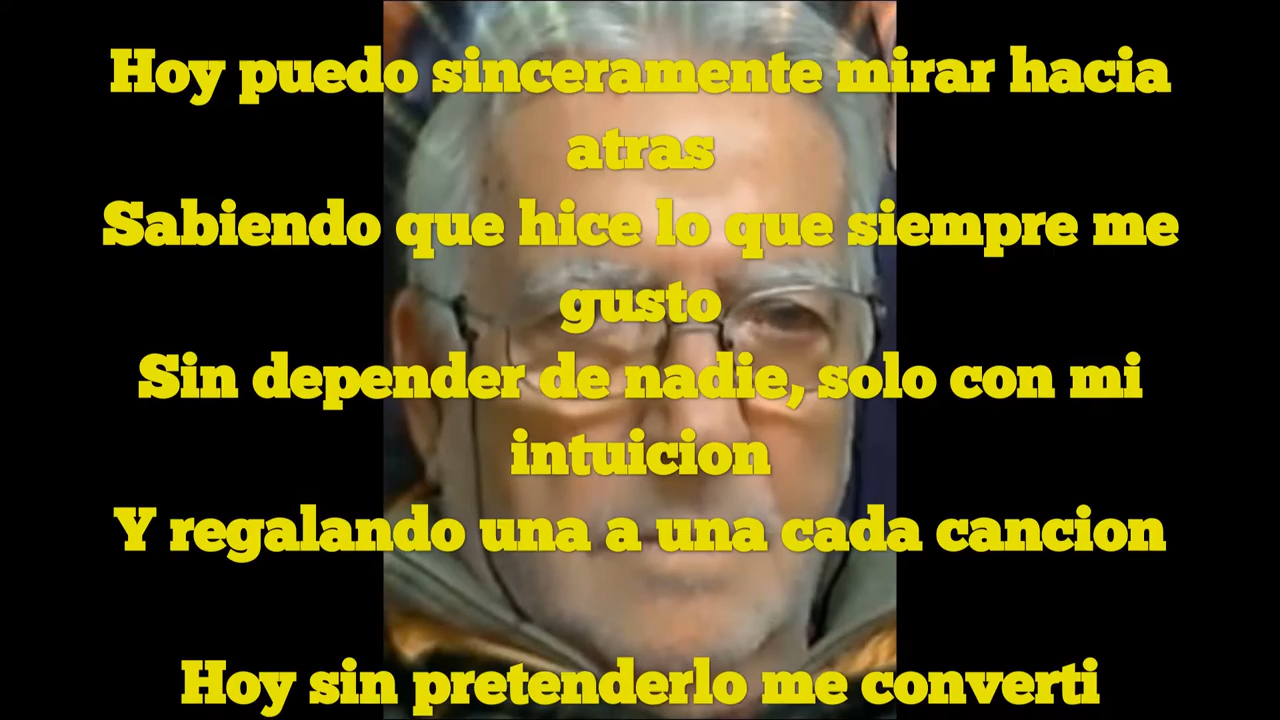 Hoy puedo sinceramente mirar hacia
atras
Sabiendo que hice lo que siempre me
gusto
Sin depender de nadie, solo con mi
intuicion
Y regalando una a una cada cancion
Hoy sin pretenderlo me converti